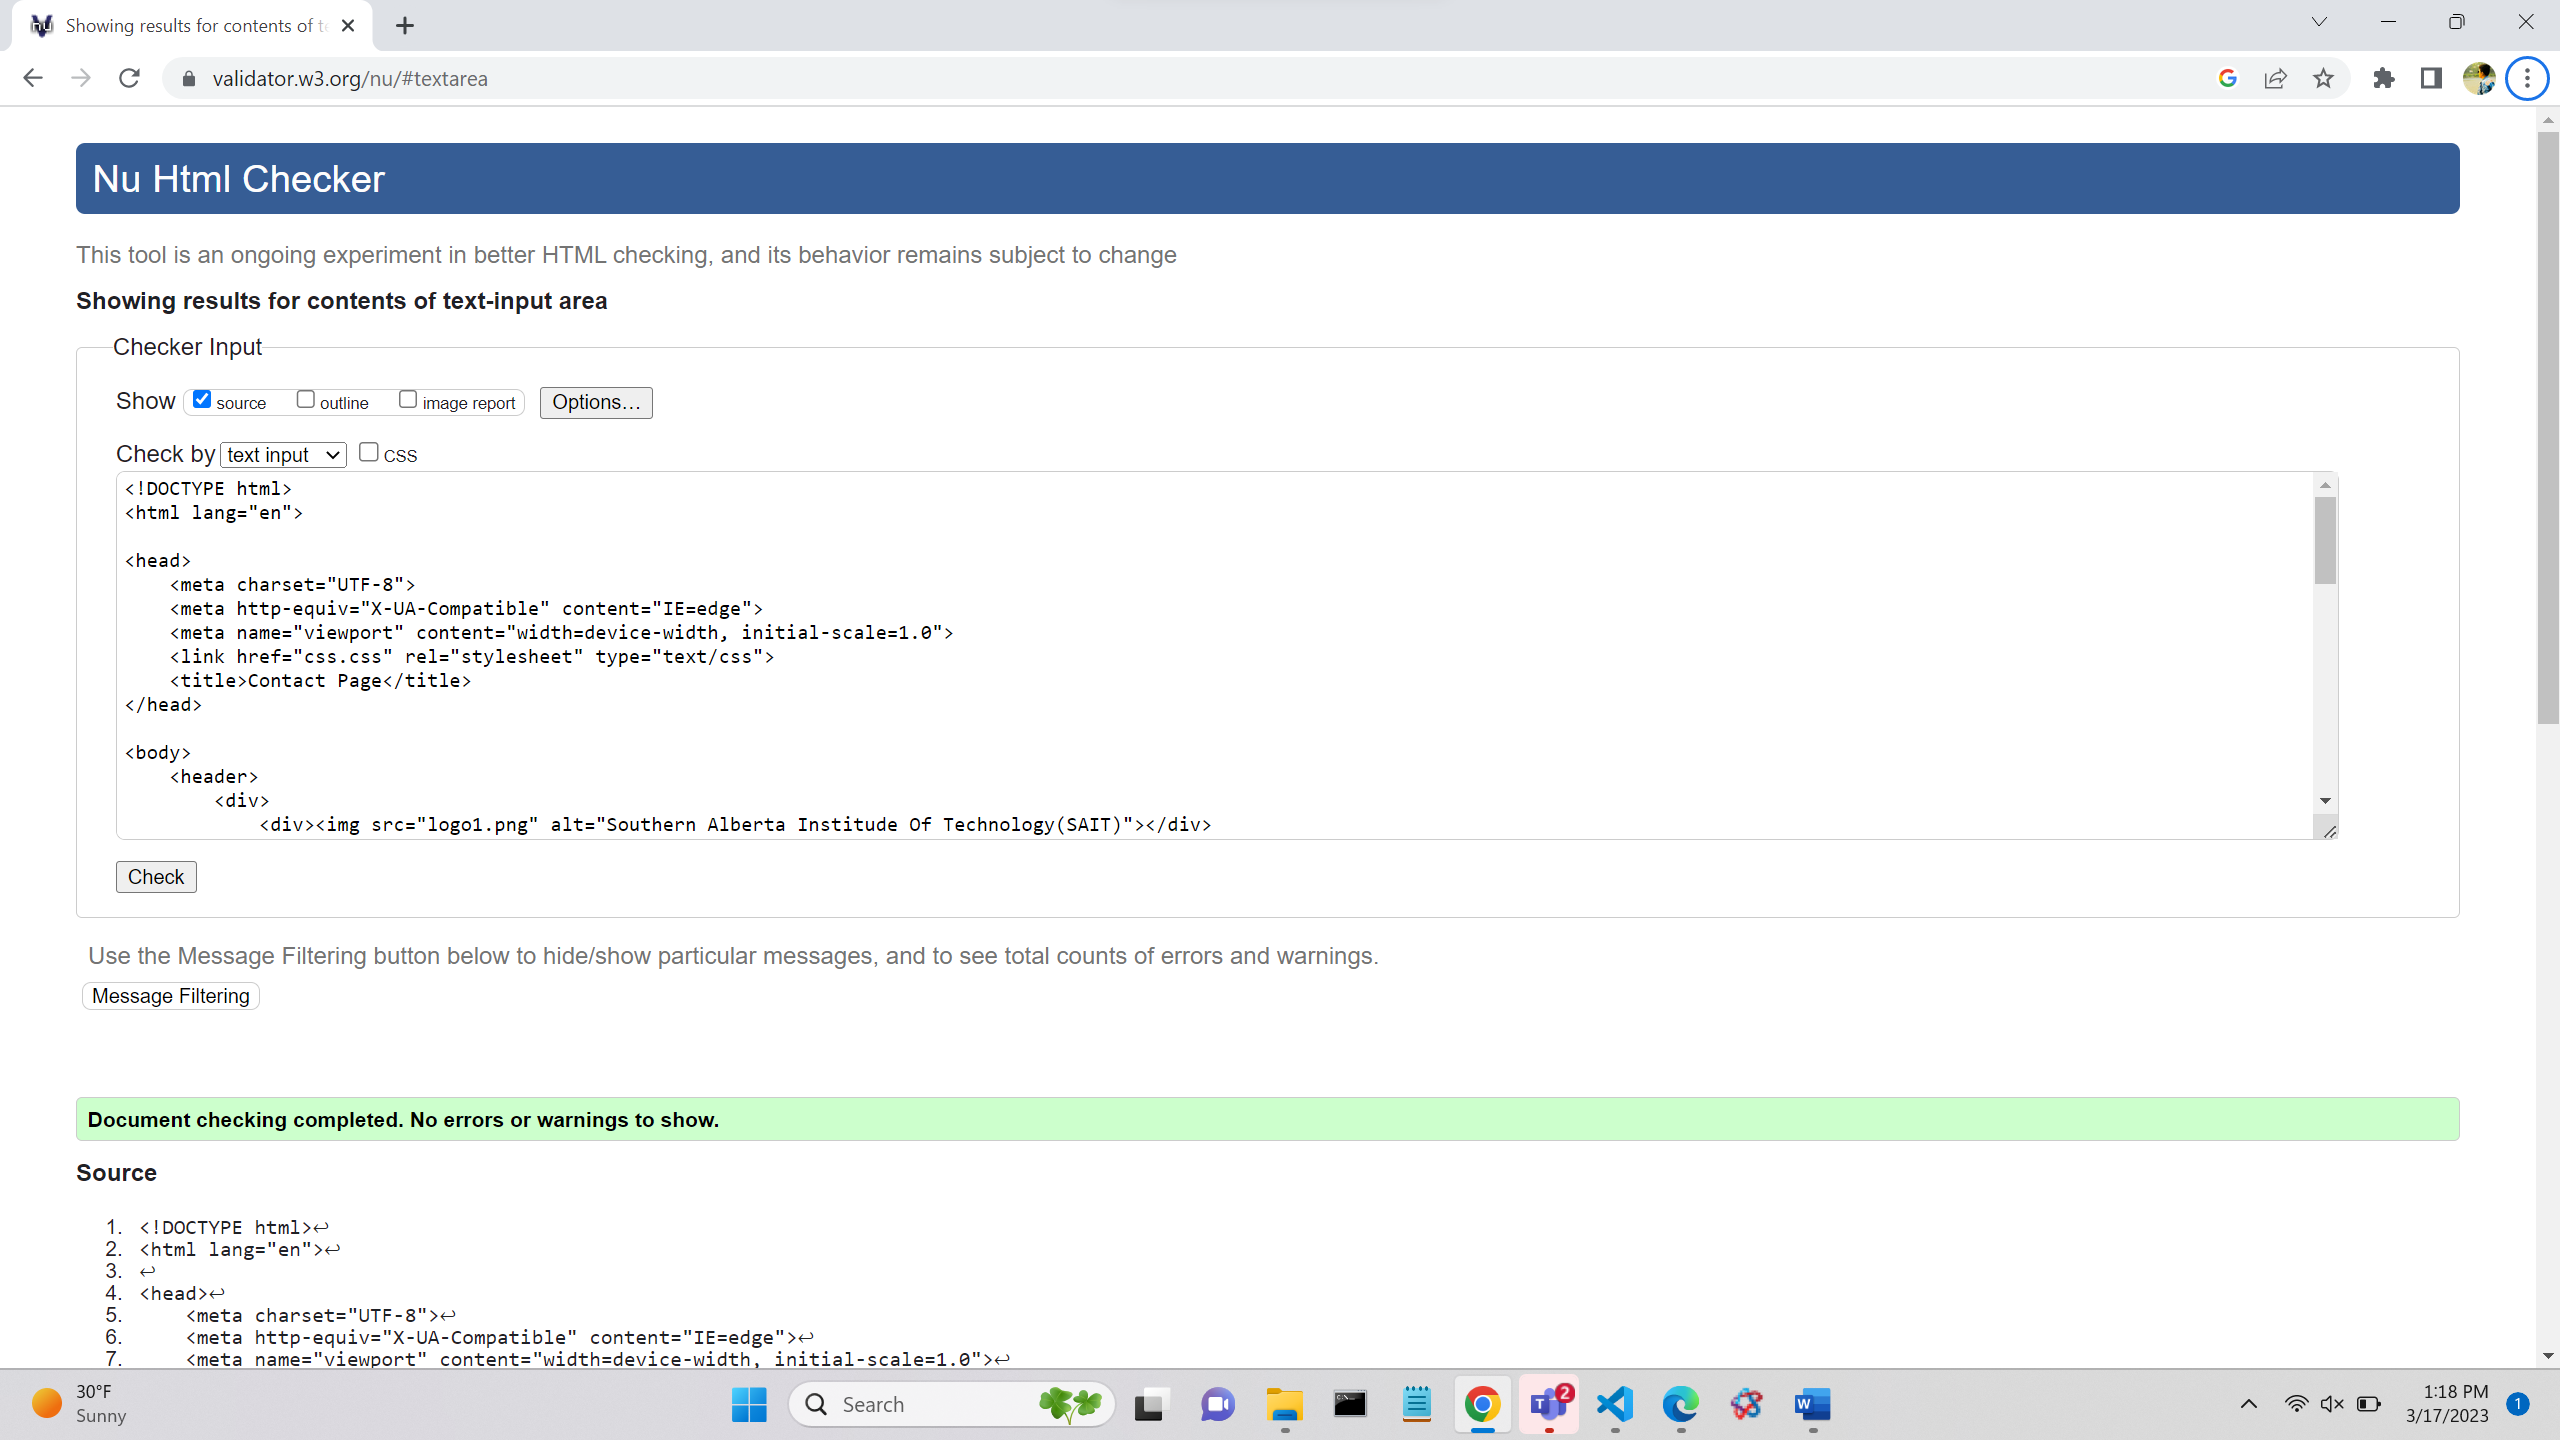 Showing results for contents of te
validator.w3.org/nu/#textarea
Nu Html Checker
This tool is an ongoing experiment in better HTML checking, and its behavior remains subject to change
Showing results for contents of text-input area
Checker Input
Show source outline image report Options...
Check by text input CSS
<!DOCTYPE html>
<html lang="en">
<head>
<meta charset="UTF-8">
<meta http-equiv="X-UA-Compatible" content="IE=edge">
<meta name="viewport" content="width=device-width, initial-scale=1.0">
<link href="css.css" rel="stylesheet" type="text/css">
<title>Contact Page</title>
</head>
<body>
<header>
<div>
<div><img src="logo1.png" alt="Southern Alberta Institude Of Technology(SAIT)"></div>
Check
Use the Message Filtering button below to hide/show particular messages, and to see total counts of errors and warnings.
Message Filtering
Document checking completed. No errors or warnings to show.
Source
1. <!DOCTYPE html>↩
2. <html lang="en">↩
3. ↩
4. <head>↩
5. <meta charset="UTF-8">↩
6. <meta http-equiv="X-UA-Compatible" content="IE=edge">↩
7. <meta name="viewport" content="width=device-width, initial-scale=1.0">↩
30°F
Sunny
Search
2
1:18 PM
3/17/2023
1